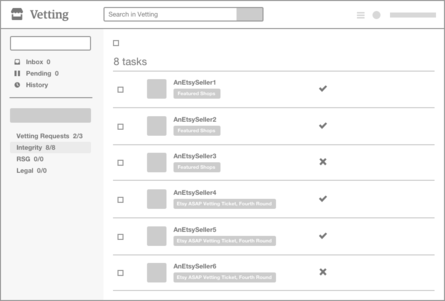 Vetting
Search in Vetting
Inbox 0
Pending 0
History
Vetting Requests 2/3
Integrity 8/8
RSQ 0/0
Legal 0/0
8 tasks
AnEtsySeller1
Featured Shops
AnEtsySeller2
Featured Shops
AnEtsySeller3
Featured Shops
AnEtsySeller4
Etsy ASAP Vetting Ticket, Fourth Round
AnEtsySeller5
Etsy ASAP Vetting Ticket, Fourth Round
AnEtsySeller6
Etsy ASAP Vetting Ticket, Fourth Round